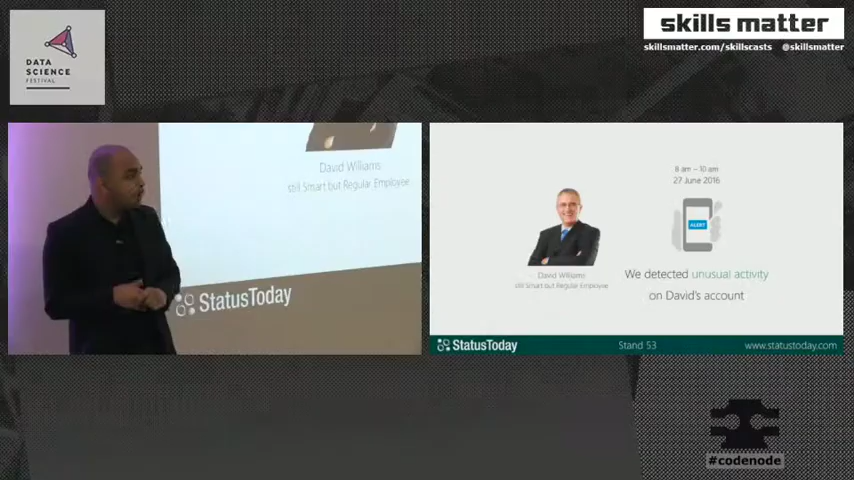 DATA
SCIENCE
FESTIVAL
skills matter
skillsmatter.com/skillscasts @skillsmatter
David Williams
still Smart but Regular Employee
StatusToday
8 am – 10 am
27 June 2016
ALERT
David Williams
still Smart but Regular Employee
We detected unusual activity
on David's account
StatusToday
Stand 53
www.statustoday.com
#codenode